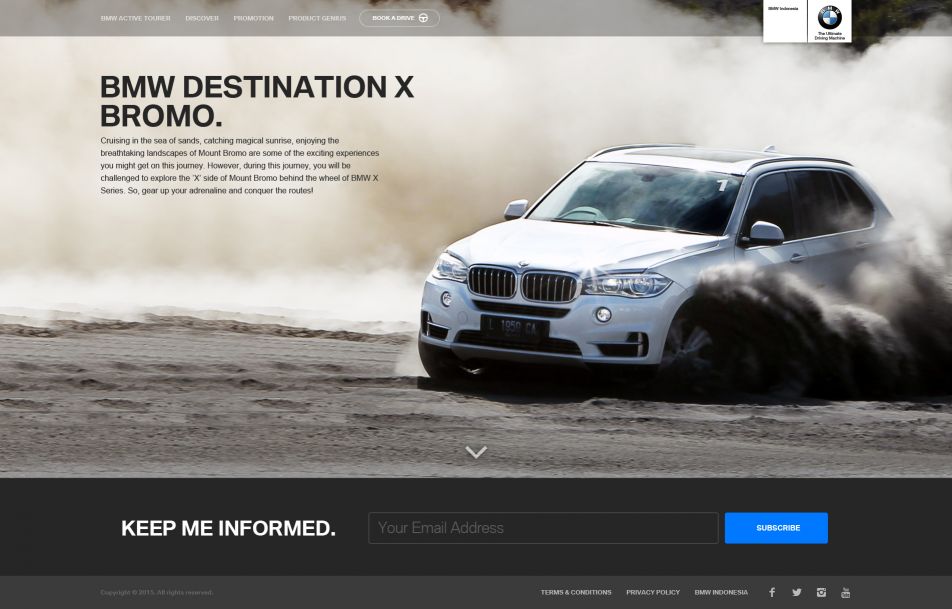 BMW ACTIVE TOURER DISCOVER PROMOTION PRODUCT GENIUS BOOK A DRIVE
BMW Indonesia
The Ultimate
Driving Machine
BMW DESTINATION X
BROMO.
Cruising in the sea of sands, catching magical sunrise, enjoying the
breathtaking landscapes of Mount Bromo are some of the exciting experiences
you might get on this journey. However, during this journey, you will be
challenged to explore the 'X' side of Mount Bromo behind the wheel of BMW X
Series. So, gear up your adrenaline and conquer the routes!
1
L 1950 CA
KEEP ME INFORMED.
Your Email Address
SUBSCRIBE
Copyright © 2015. All rights reserved.
TERMS & CONDITIONS PRIVACY POLICY BMW INDONESIA